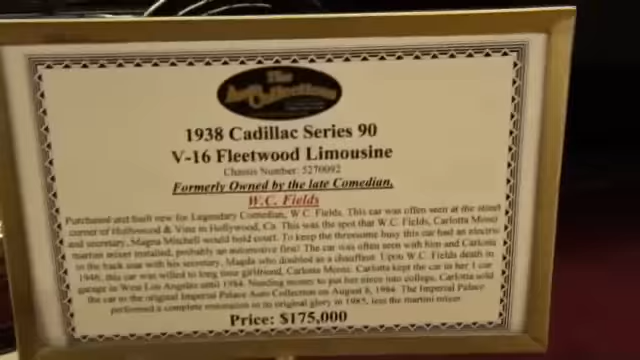 The
Auto Collections
1938 Cadillac Series 90
V-16 Fleetwood Limousine
Chassis Number: 5270092
Formerly Owned by the late Comedian,
W.C. Fields
Purchased and built new for Legendary Comedian, W.C. Fields. This car was often seen at the
corner of Hollywood & Vine in Hollywood, Ca. This was the spot that W.C. Fields, Carlotta Monti
and secretary, Magda Mitchell would hold court. To keep the threesome busy this car had an electric
martini mixer installed, probably an automotive first! The car was often seen with him and Carlotta
in the back seat with his secretary, Magda who doubled as a chauffeur. Upon W.C. Fields death in
1946, this car was willed to long time girlfriend, Carlotta Monti. Carlotta kept the car in her 1 car
garage in West Los Angeles until 1984. Needing money to put her niece into college, Carlotta sold
the car to the original Imperial Palace Auto Collection on August 8, 1984. The Imperial Palace
performed a complete restoration to its original glory in 1985, less the martini mixer.
Price: $175,000